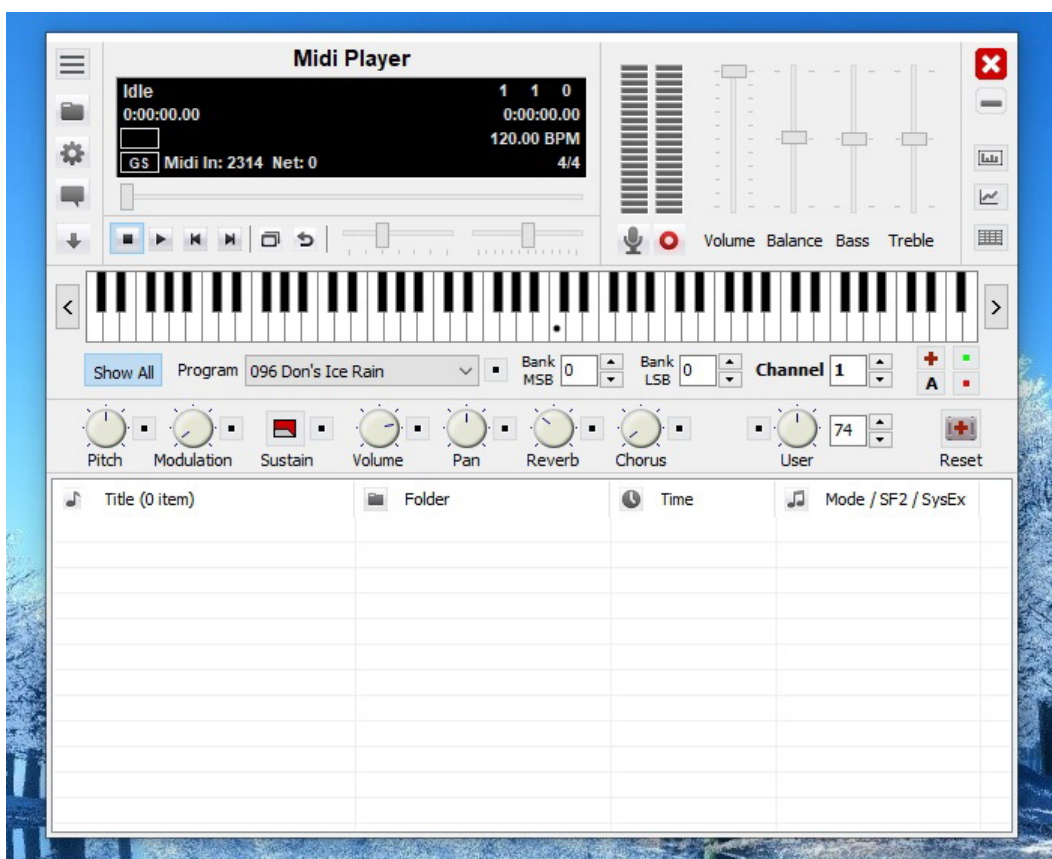 Midi Player
Idle 1 1 0
0:00:00.00 0:00:00.00
120.00 BPM
GS Midi In: 2314 Net: 0 4/4
Volume Balance Bass Treble
Show All Program 096 Don's Ice Rain Bank MSB 0 Bank LSB 0 Channel 1
A
74
Pitch Modulation Sustain Volume Pan Reverb Chorus User Reset
Title (0 item) Folder Time Mode / SF2 / SysEx